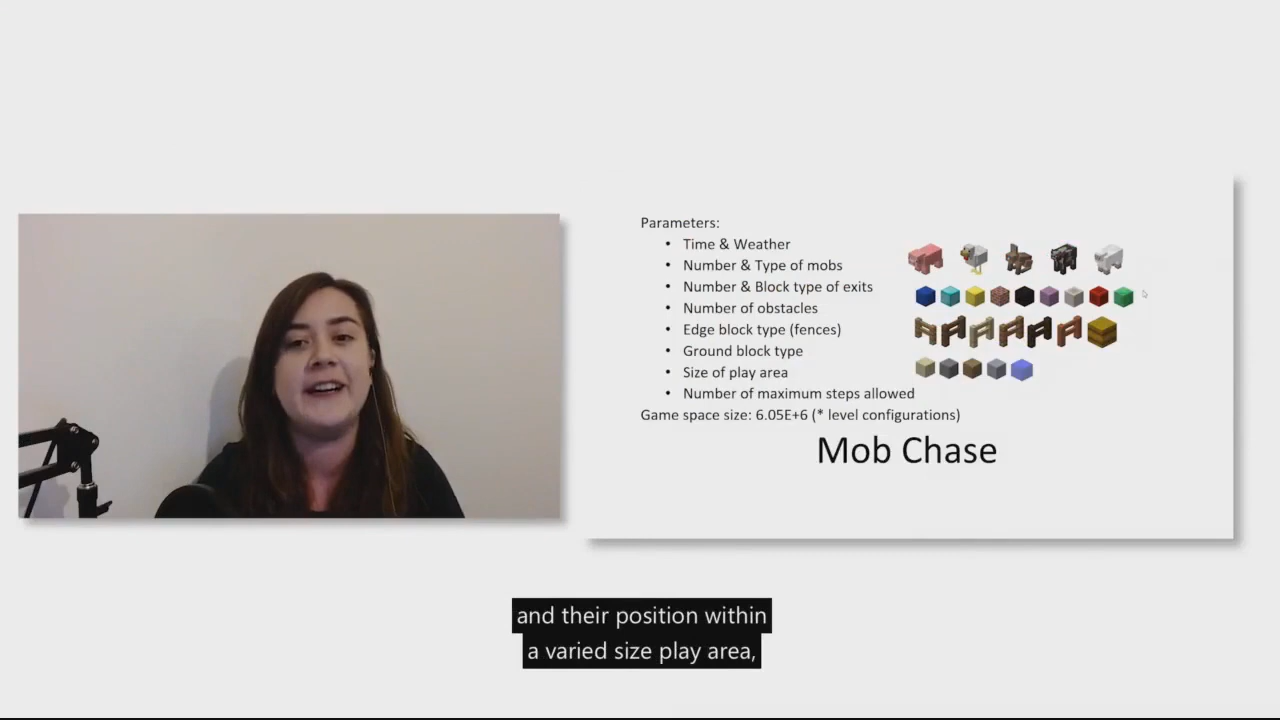 Parameters:
• Time & Weather
• Number & Type of mobs
• Number & Block type of exits
• Number of obstacles
• Edge block type (fences)
• Ground block type
• Size of play area
• Number of maximum steps allowed
Game space size: 6.05E+6 (* level configurations)
Mob Chase
and their position within
a varied size play area,